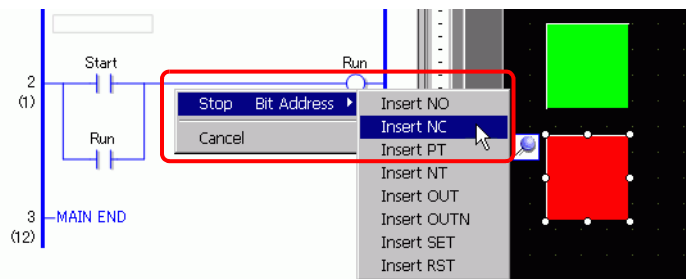 Start
Run
2
(1)
Run
Stop Bit Address
Cancel
Insert NO
Insert NC
Insert PT
Insert NT
Insert OUT
Insert OUTN
Insert SET
Insert RST
3
MAIN END
(12)